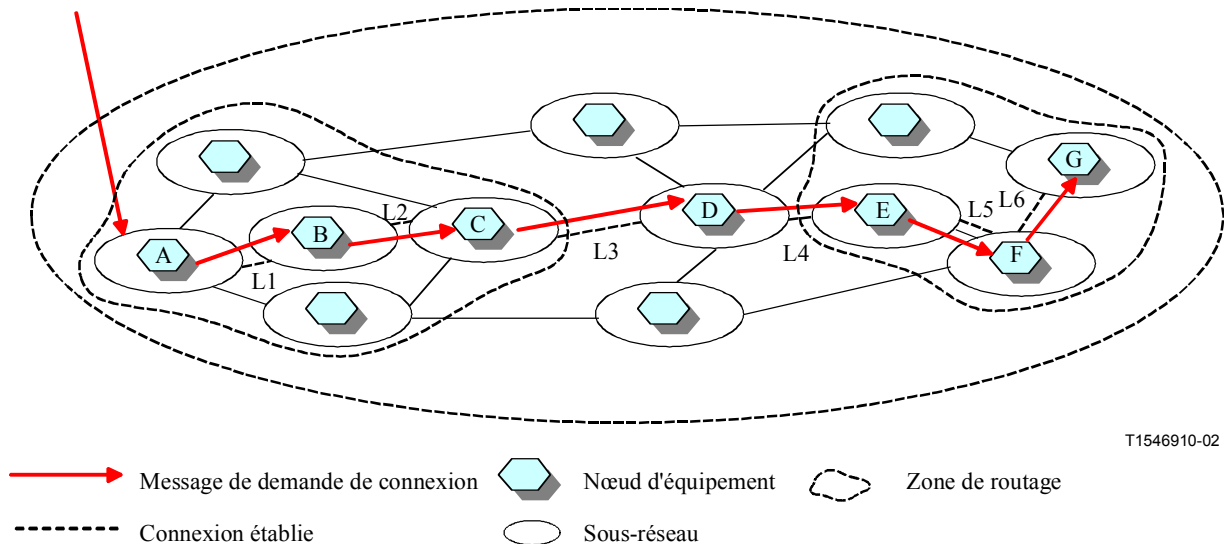 G
L5
L6
L2
D
E
B
C
A
L3
L4
F
L1
T1546910-02
Message de demande de connexion
Nœud d'équipement
Zone de routage
Connexion établie
Sous-réseau